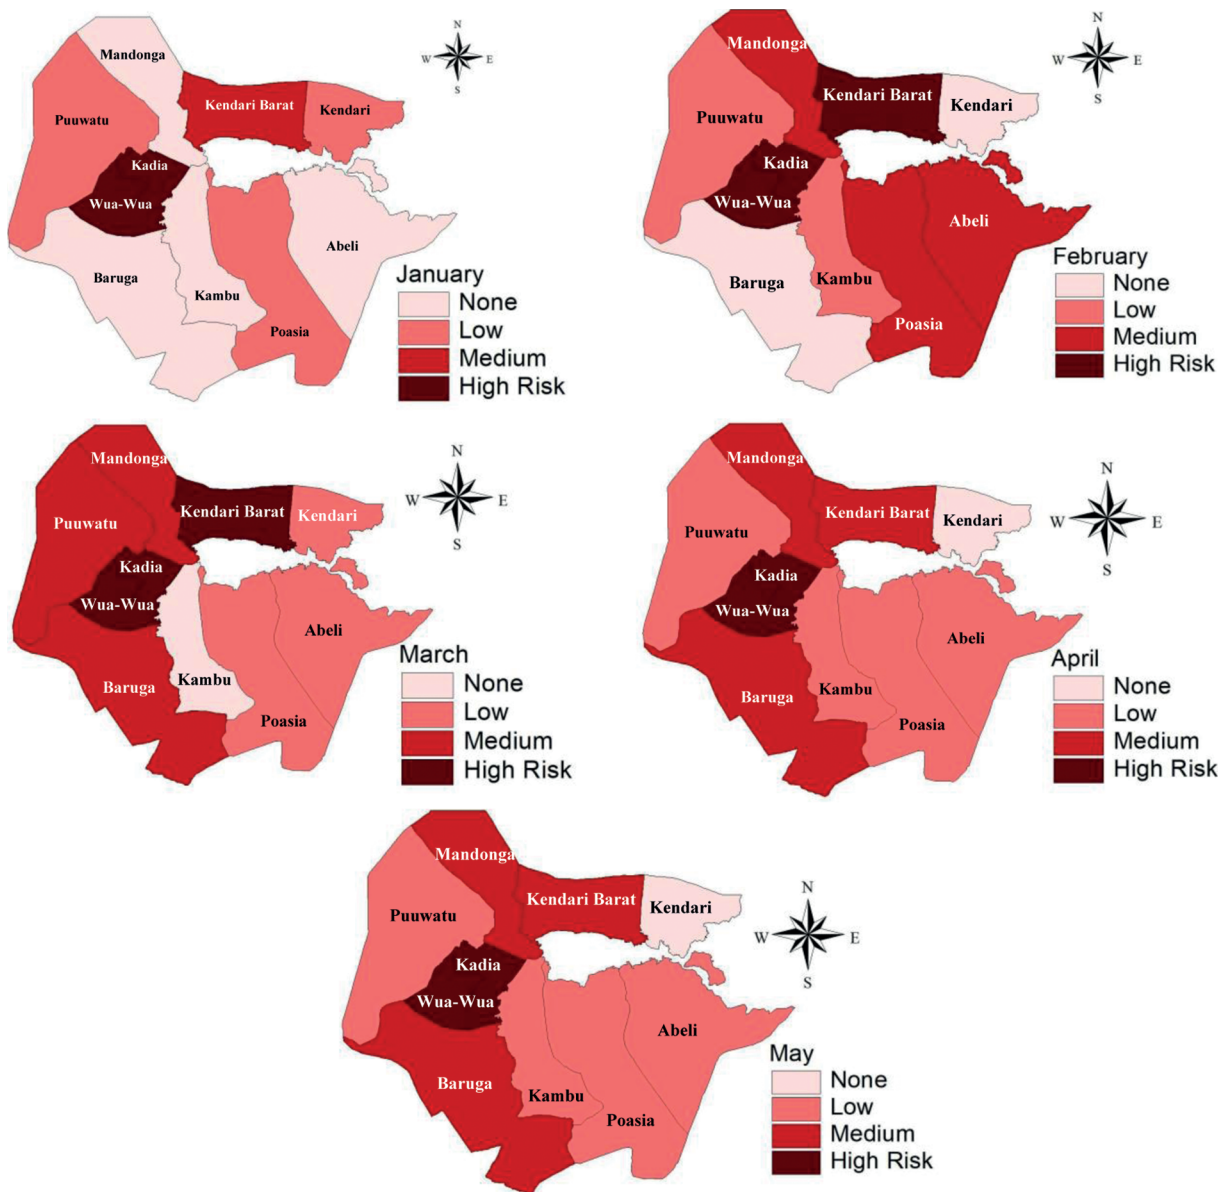 Mandonga
N
W E
S
Kendari Barat
Kendari
Puuwatu
Kadia
Wua-Wua
Abeli
Baruga
Kambu
Poasia
January
None
Low
Medium
High Risk
Mandonga
N
W E
S
Kendari Barat
Kendari
Puuwatu
Kadia
Wua-Wua
Abeli
Baruga
Kambu
Poasia
February
None
Low
Medium
High Risk
Mandonga
N
W E
S
Kendari Barat
Kendari
Puuwatu
Kadia
Wua-Wua
Abeli
Baruga
Kambu
Poasia
March
None
Low
Medium
High Risk
Mandonga
N
W E
S
Kendari Barat
Kendari
Puuwatu
Kadia
Wua-Wua
Abeli
Baruga
Kambu
Poasia
April
None
Low
Medium
High Risk
Mandonga
N
W E
S
Kendari Barat
Kendari
Puuwatu
Kadia
Wua-Wua
Abeli
Baruga
Kambu
Poasia
May
None
Low
Medium
High Risk